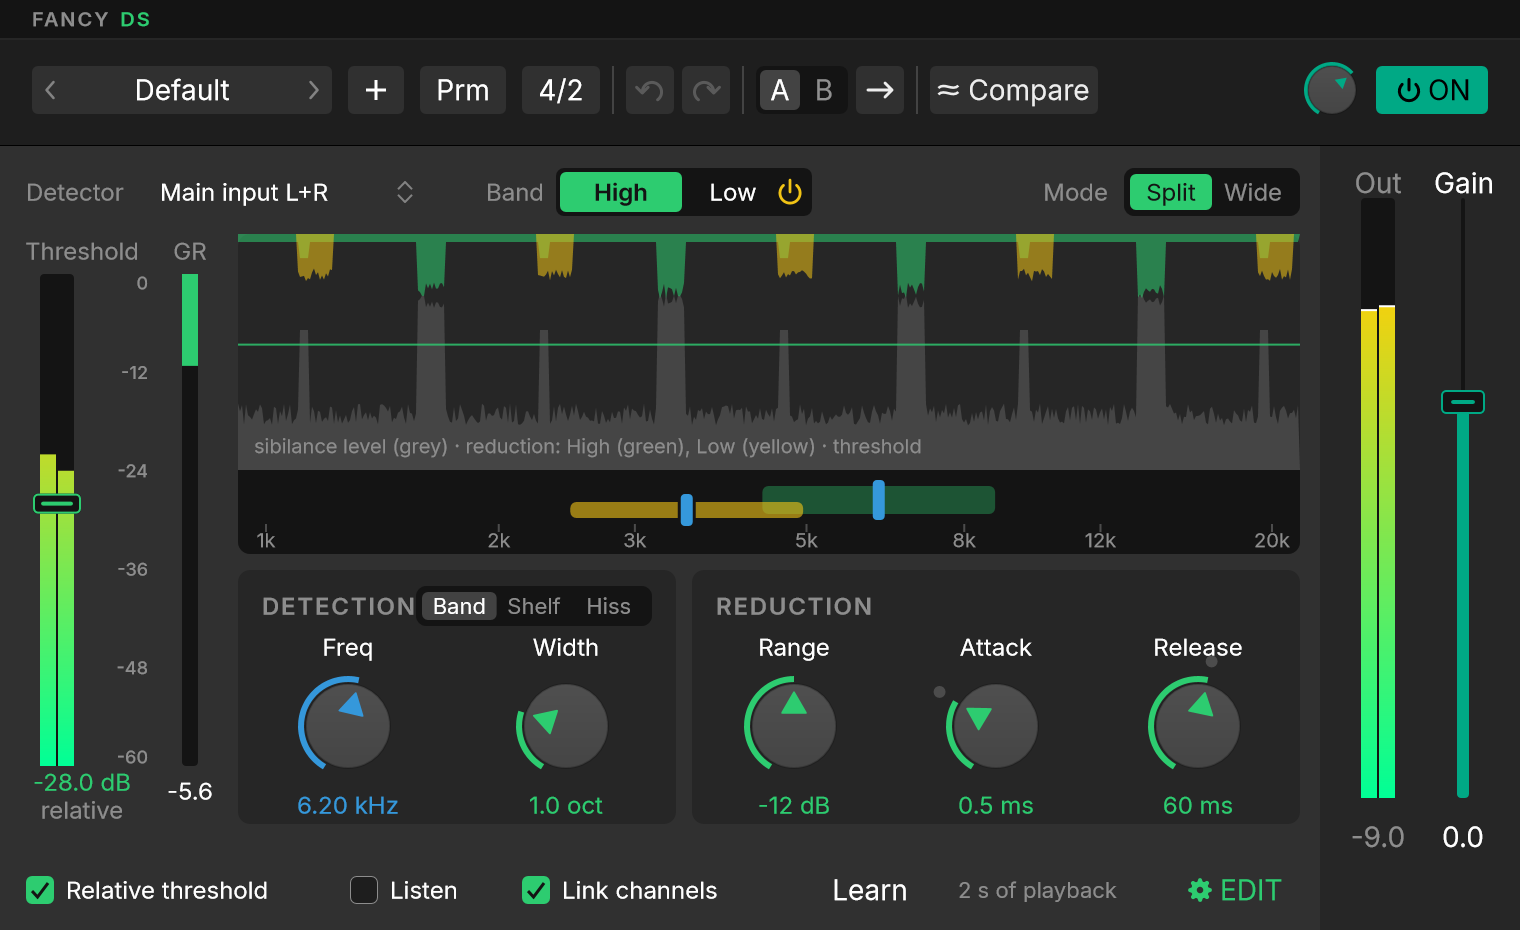 FANCY DS
Default + Prm 4/2 A B → ≈ Compare ON
Detector Main input L+R Band High Low Mode Split Wide Out Gain
Threshold GR
0
-12
-24
-36
-48
-60
-28.0 dB
relative
-5.6
sibilance level (grey) · reduction: High (green), Low (yellow) · threshold
1k 2k 3k 5k 8k 12k 20k
DETECTION Band Shelf Hiss
Freq Width
6.20 kHz 1.0 oct
REDUCTION
Range Attack Release
-12 dB 0.5 ms 60 ms
-9.0 0.0
Relative threshold Listen Link channels Learn 2 s of playback EDIT